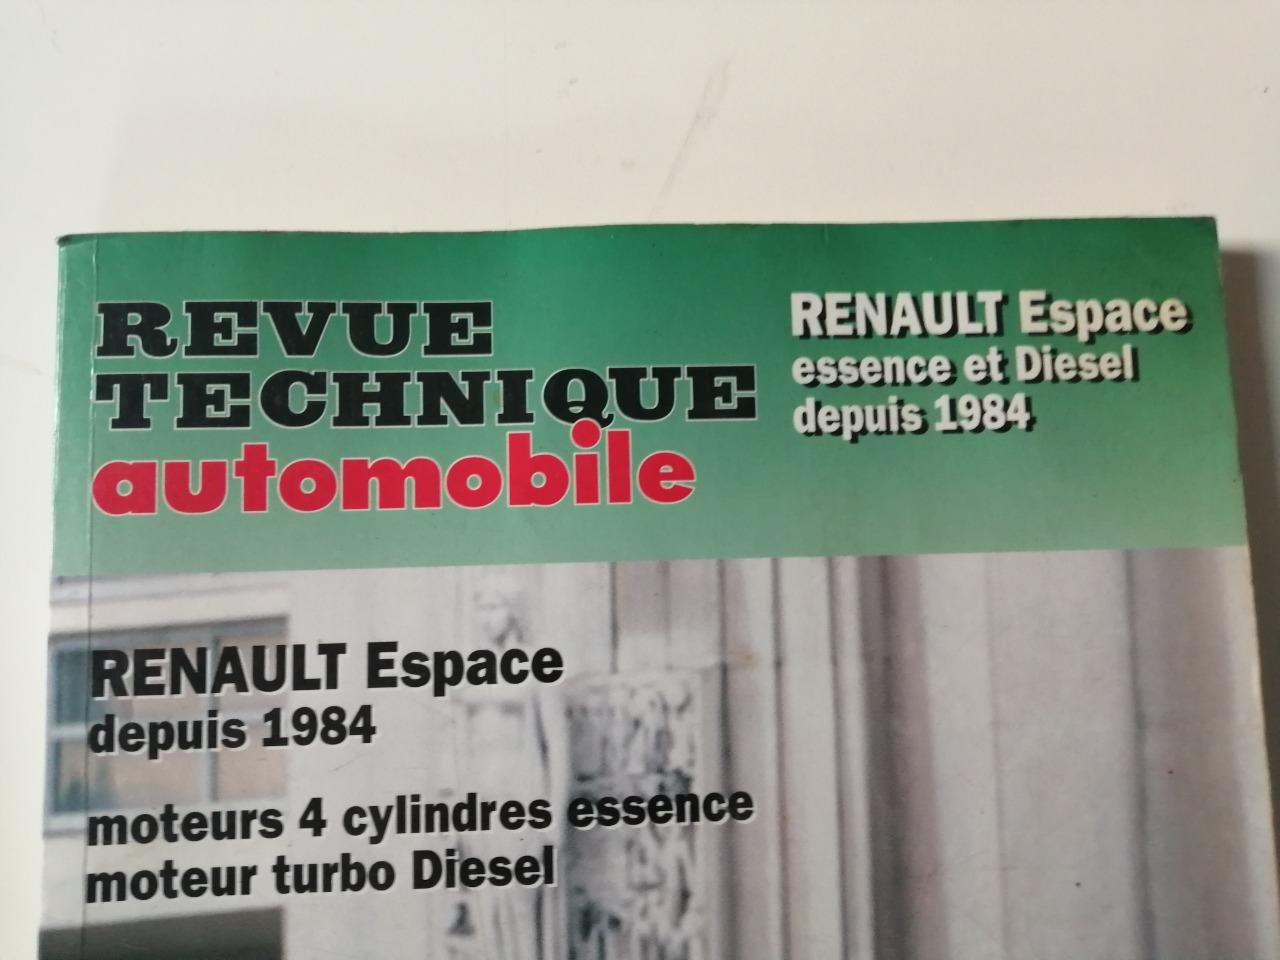 REVUE
TECHNIQUE
automobile
RENAULT Espace
essence et Diesel
depuis 1984
RENAULT Espace
depuis 1984
moteurs 4 cylindres essence
moteur turbo Diesel